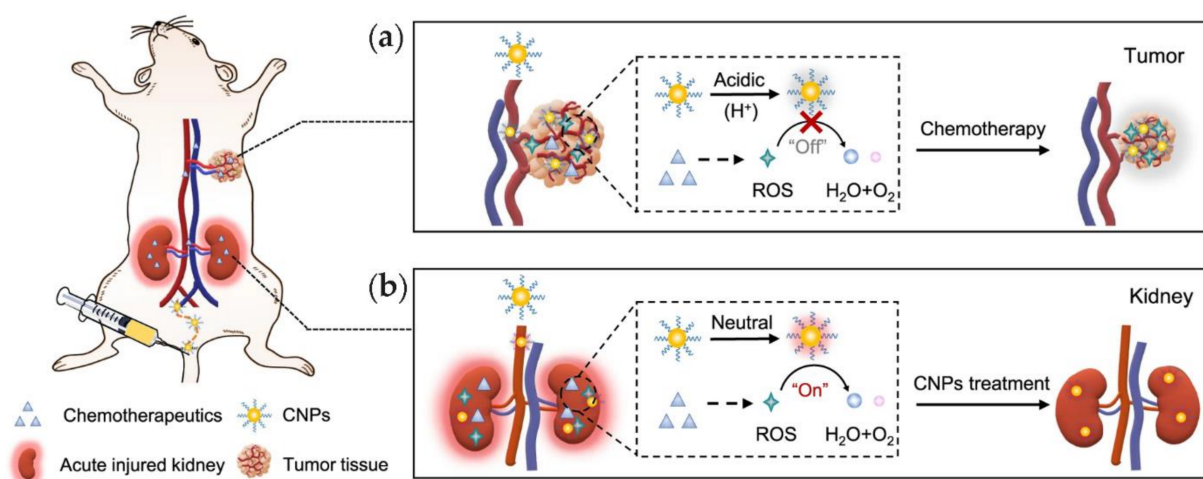 (a)
Tumor
Acidic
(H⁺)
"Off"
ROS
H₂O+O₂
Chemotherapy
(b)
Kidney
Neutral
"On"
ROS
H₂O+O₂
CNPs treatment
Chemotherapeutics
CNPs
Acute injured kidney
Tumor tissue